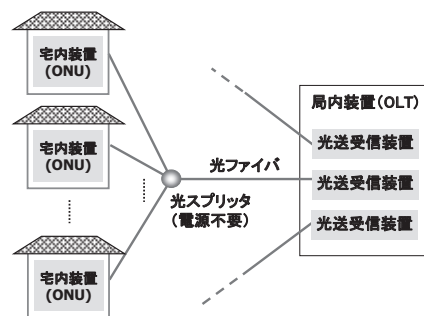 宅内装置
(ONU)
宅内装置
(ONU)
宅内装置
(ONU)
光ファイバ
光スプリッタ
(電源不要)
局内装置(OLT)
光送受信装置
光送受信装置
光送受信装置